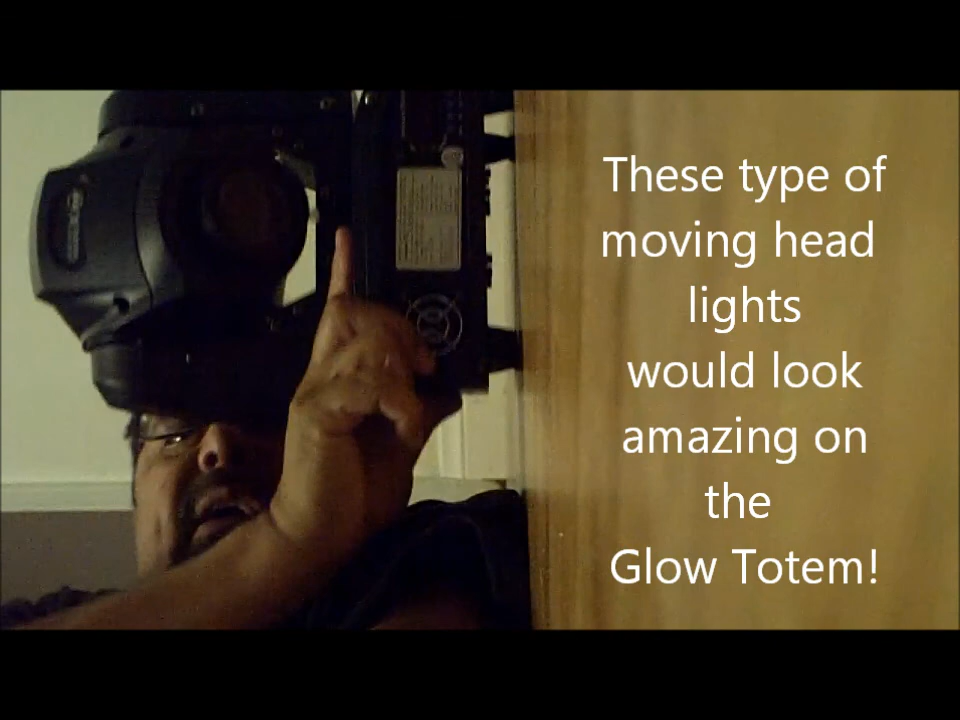 These type of
moving head
lights
would look
amazing on
the
Glow Totem!